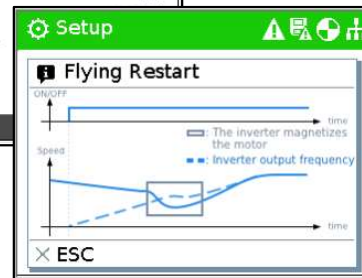 Setup
Flying Restart
ON/OFF
time
: The inverter magnetizes
the motor
Speed
: Inverter output frequency
time
ESC